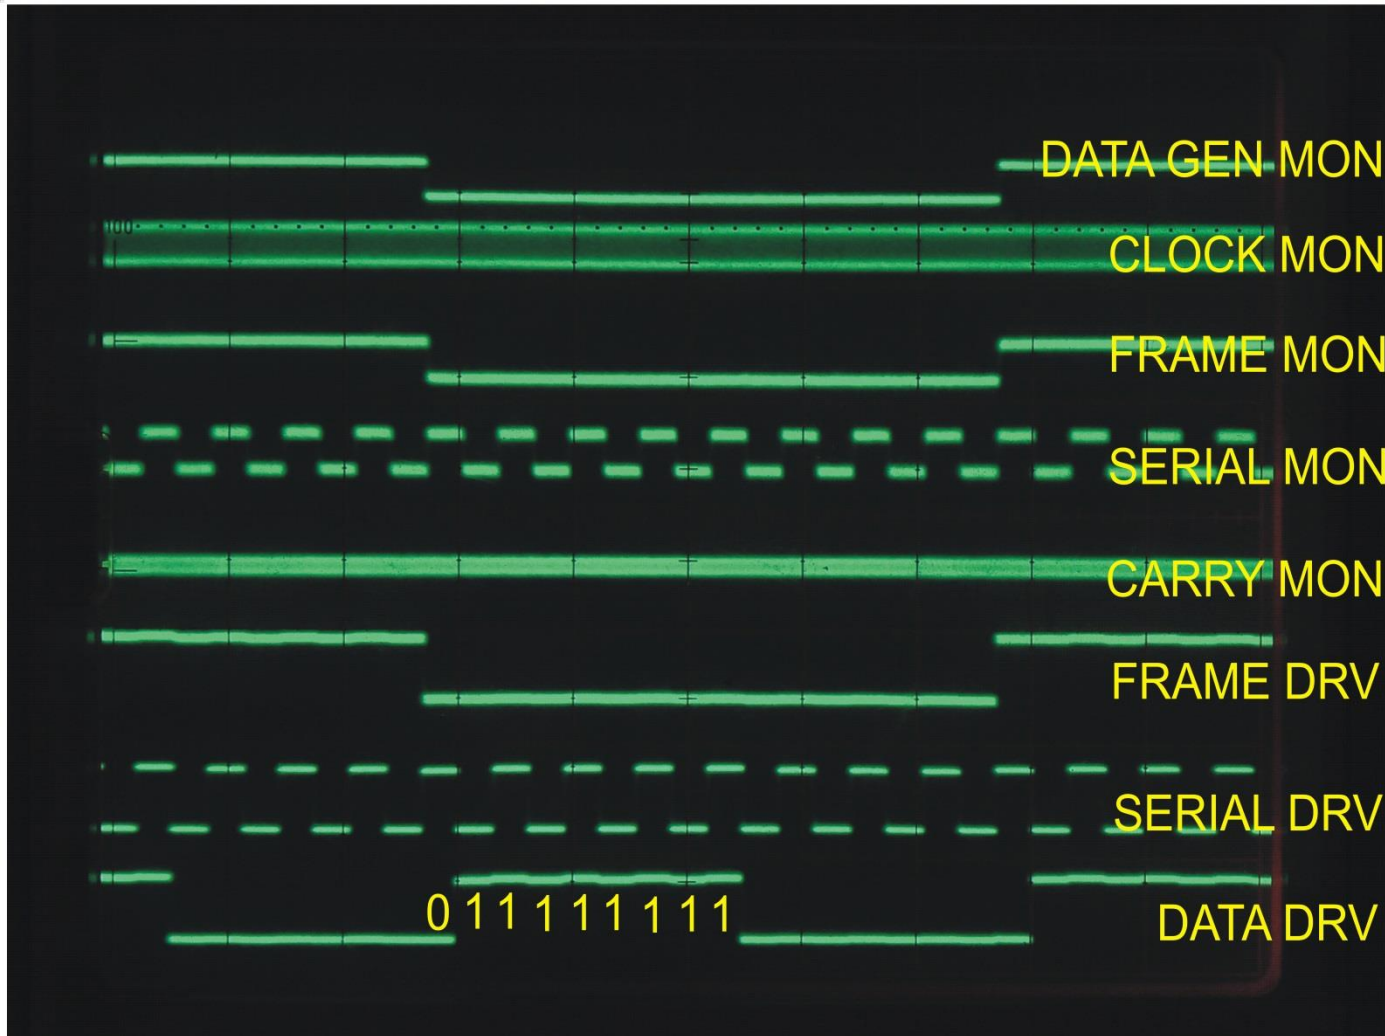 DATA GEN MON
100
CLOCK MON
FRAME MON
SERIAL MON
CARRY MON
FRAME DRV
SERIAL DRV
0 1 1 1 1 1 1 1 1
DATA DRV